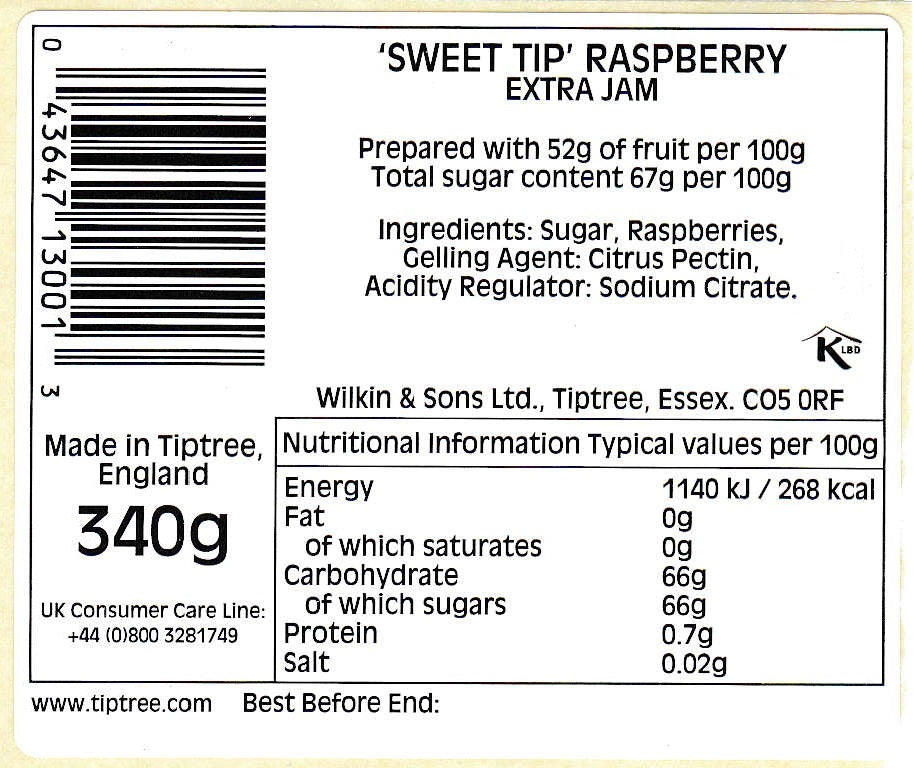 'SWEET TIP' RASPBERRY
EXTRA JAM
Prepared with 52g of fruit per 100g
Total sugar content 67g per 100g
Ingredients: Sugar, Raspberries,
Gelling Agent: Citrus Pectin,
Acidity Regulator: Sodium Citrate.
K LBD
Wilkin & Sons Ltd., Tiptree, Essex. CO5 0RF
0 43647 13001 3
Made in Tiptree,
England
340g
UK Consumer Care Line:
+44 (0)800 3281749
Nutritional Information Typical values per 100g
Energy 1140 kJ / 268 kcal
Fat 0g
of which saturates 0g
Carbohydrate 66g
of which sugars 66g
Protein 0.7g
Salt 0.02g
www.tiptree.com Best Before End: